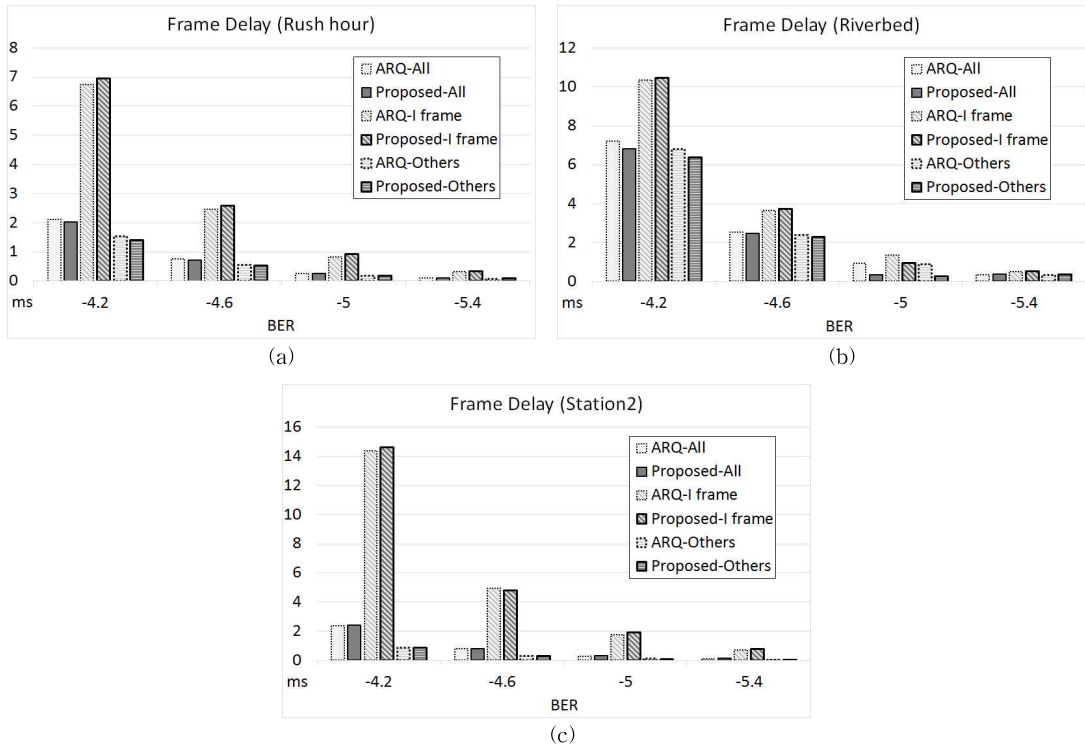 Frame Delay (Rush hour)
8
7
6
5
4
3
2
1
0
ms
-4.2
-4.6
-5
-5.4
BER
ARQ-All
Proposed-All
ARQ-I frame
Proposed-I frame
ARQ-Others
Proposed-Others
(a)
Frame Delay (Riverbed)
12
10
8
6
4
2
0
ms
-4.2
-4.6
-5
-5.4
BER
ARQ-All
Proposed-All
ARQ-I frame
Proposed-I frame
ARQ-Others
Proposed-Others
(b)
Frame Delay (Station2)
16
14
12
10
8
6
4
2
0
ms
-4.2
-4.6
-5
-5.4
BER
ARQ-All
Proposed-All
ARQ-I frame
Proposed-I frame
ARQ-Others
Proposed-Others
(c)